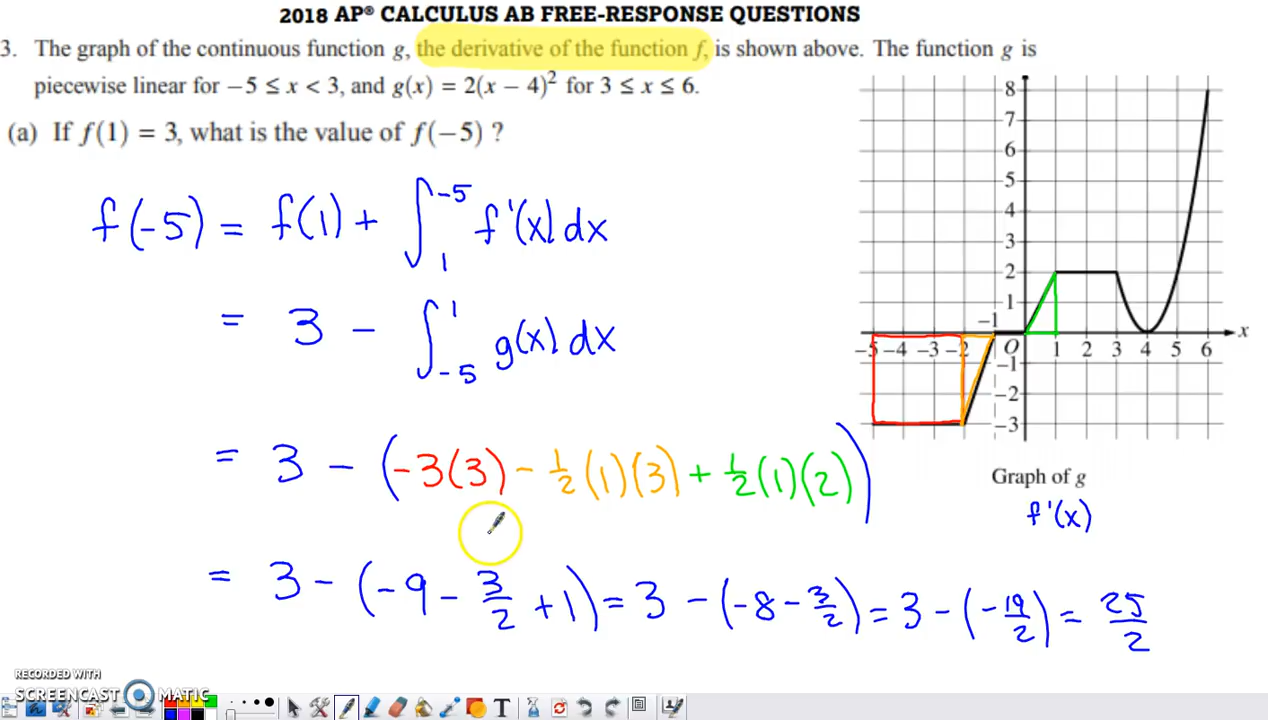 2018 AP® CALCULUS AB FREE-RESPONSE QUESTIONS
3. The graph of the continuous function g, the derivative of the function f, is shown above. The function g is
piecewise linear for −5 ≤ x < 3, and g(x) = 2(x − 4)² for 3 ≤ x ≤ 6.
(a) If f(1) = 3, what is the value of f(−5) ?
f(-5) = f(1) + ∫₁⁻⁵ f'(x) dx
= 3 - ∫₋₅¹ g(x) dx
= 3 - (-3(3) - ½(1)(3) + ½(1)(2))
= 3 - (-9 - 3/2 + 1) = 3 - (-8 - 3/2) = 3 - (-19/2) = 25/2
8
7
6
5
4
3
2
1
−1
−5 −4 −3 −2 O 1 2 3 4 5 6 x
−1
−2
−3
Graph of g
f'(x)
RECORDED WITH
SCREENCAST MATIC
T